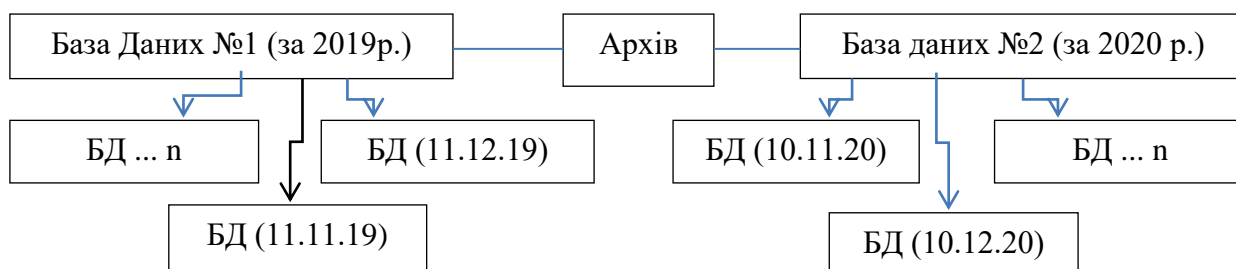 База Даних №1 (за 2019р.)
Архів
База даних №2 (за 2020 р.)
БД ... n
БД (11.12.19)
БД (10.11.20)
БД ... n
БД (11.11.19)
БД (10.12.20)